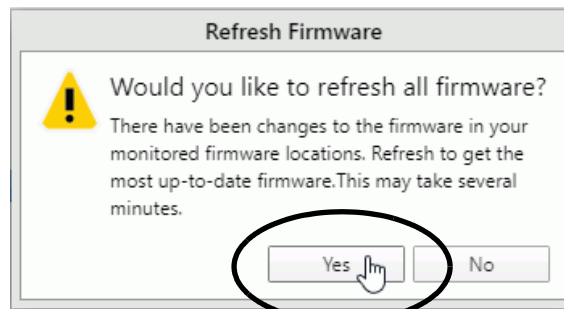 Refresh Firmware
Would you like to refresh all firmware?
There have been changes to the firmware in your
monitored firmware locations. Refresh to get the
most up-to-date firmware.This may take several
minutes.
Yes No